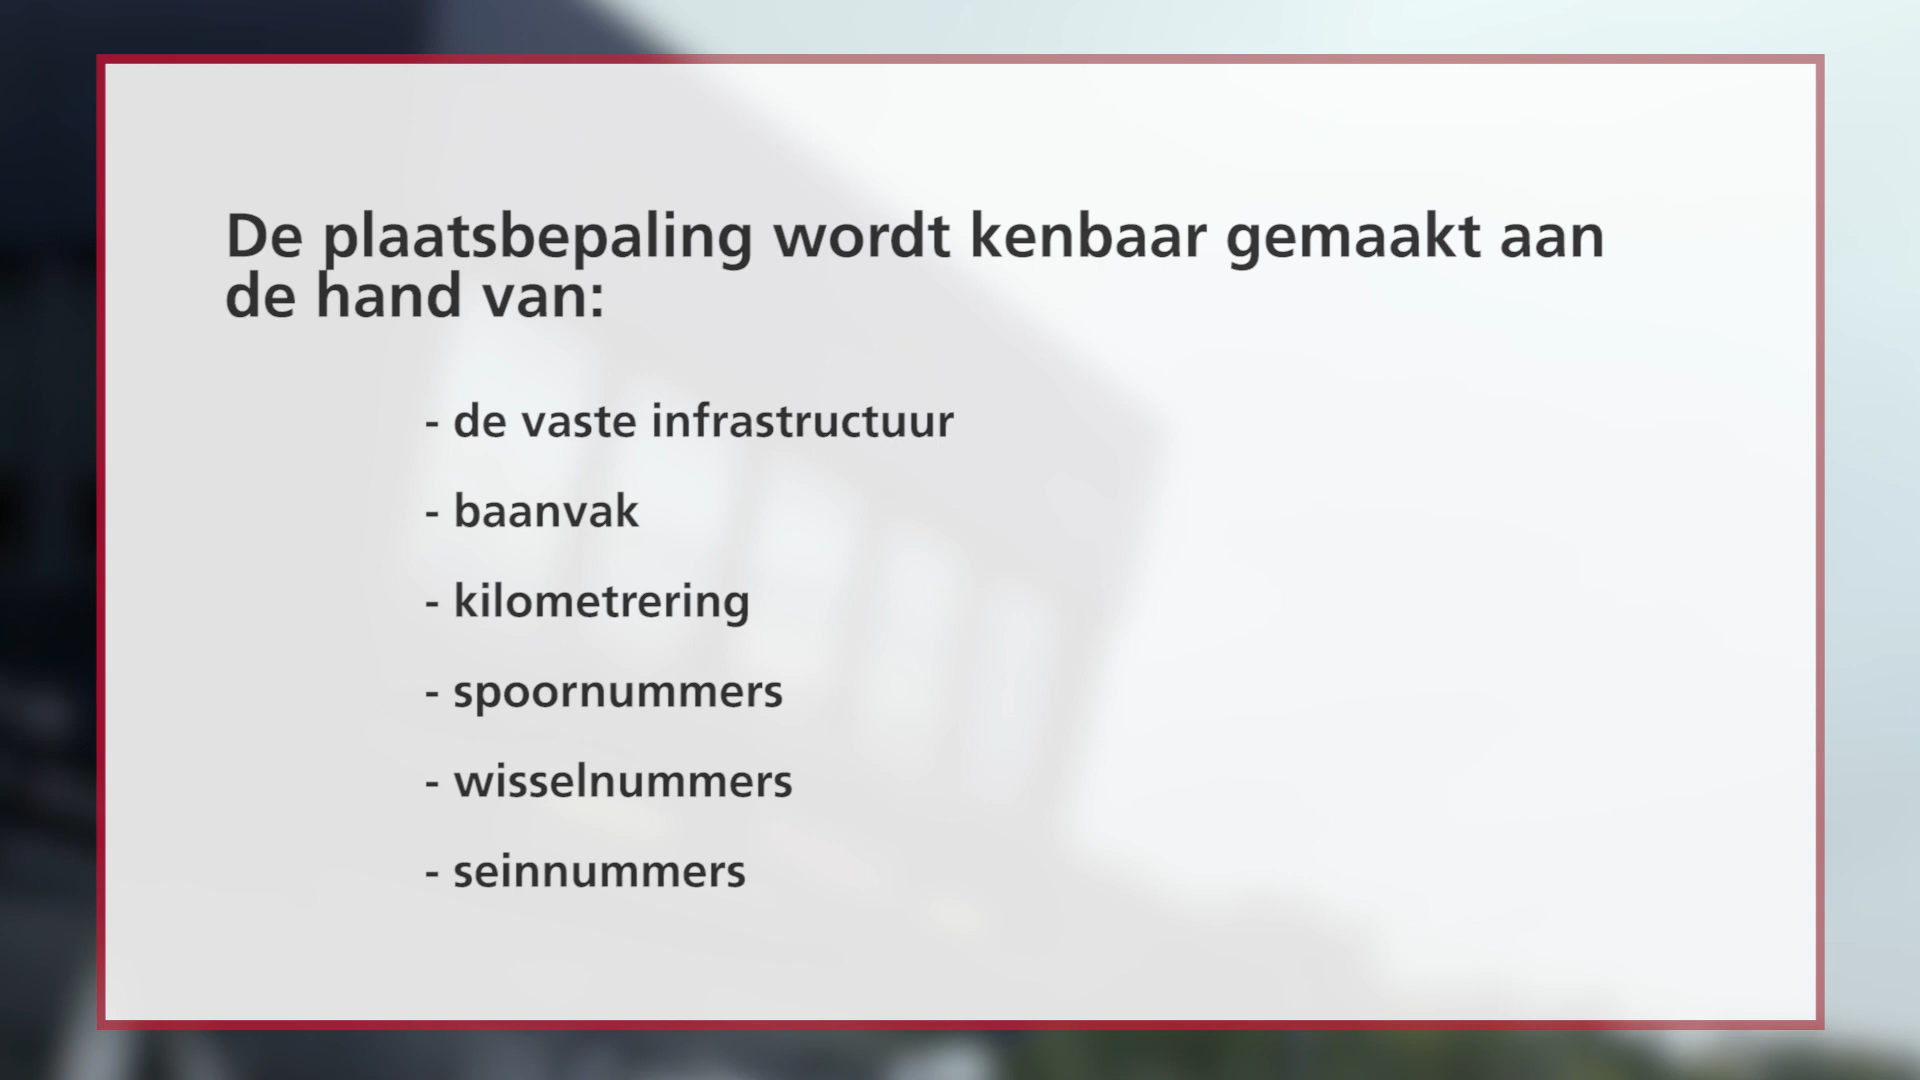 De plaatsbepaling wordt kenbaar gemaakt aan
de hand van:
- de vaste infrastructuur
- baanvak
- kilometrering
- spoornummers
- wisselnummers
- seinnummers